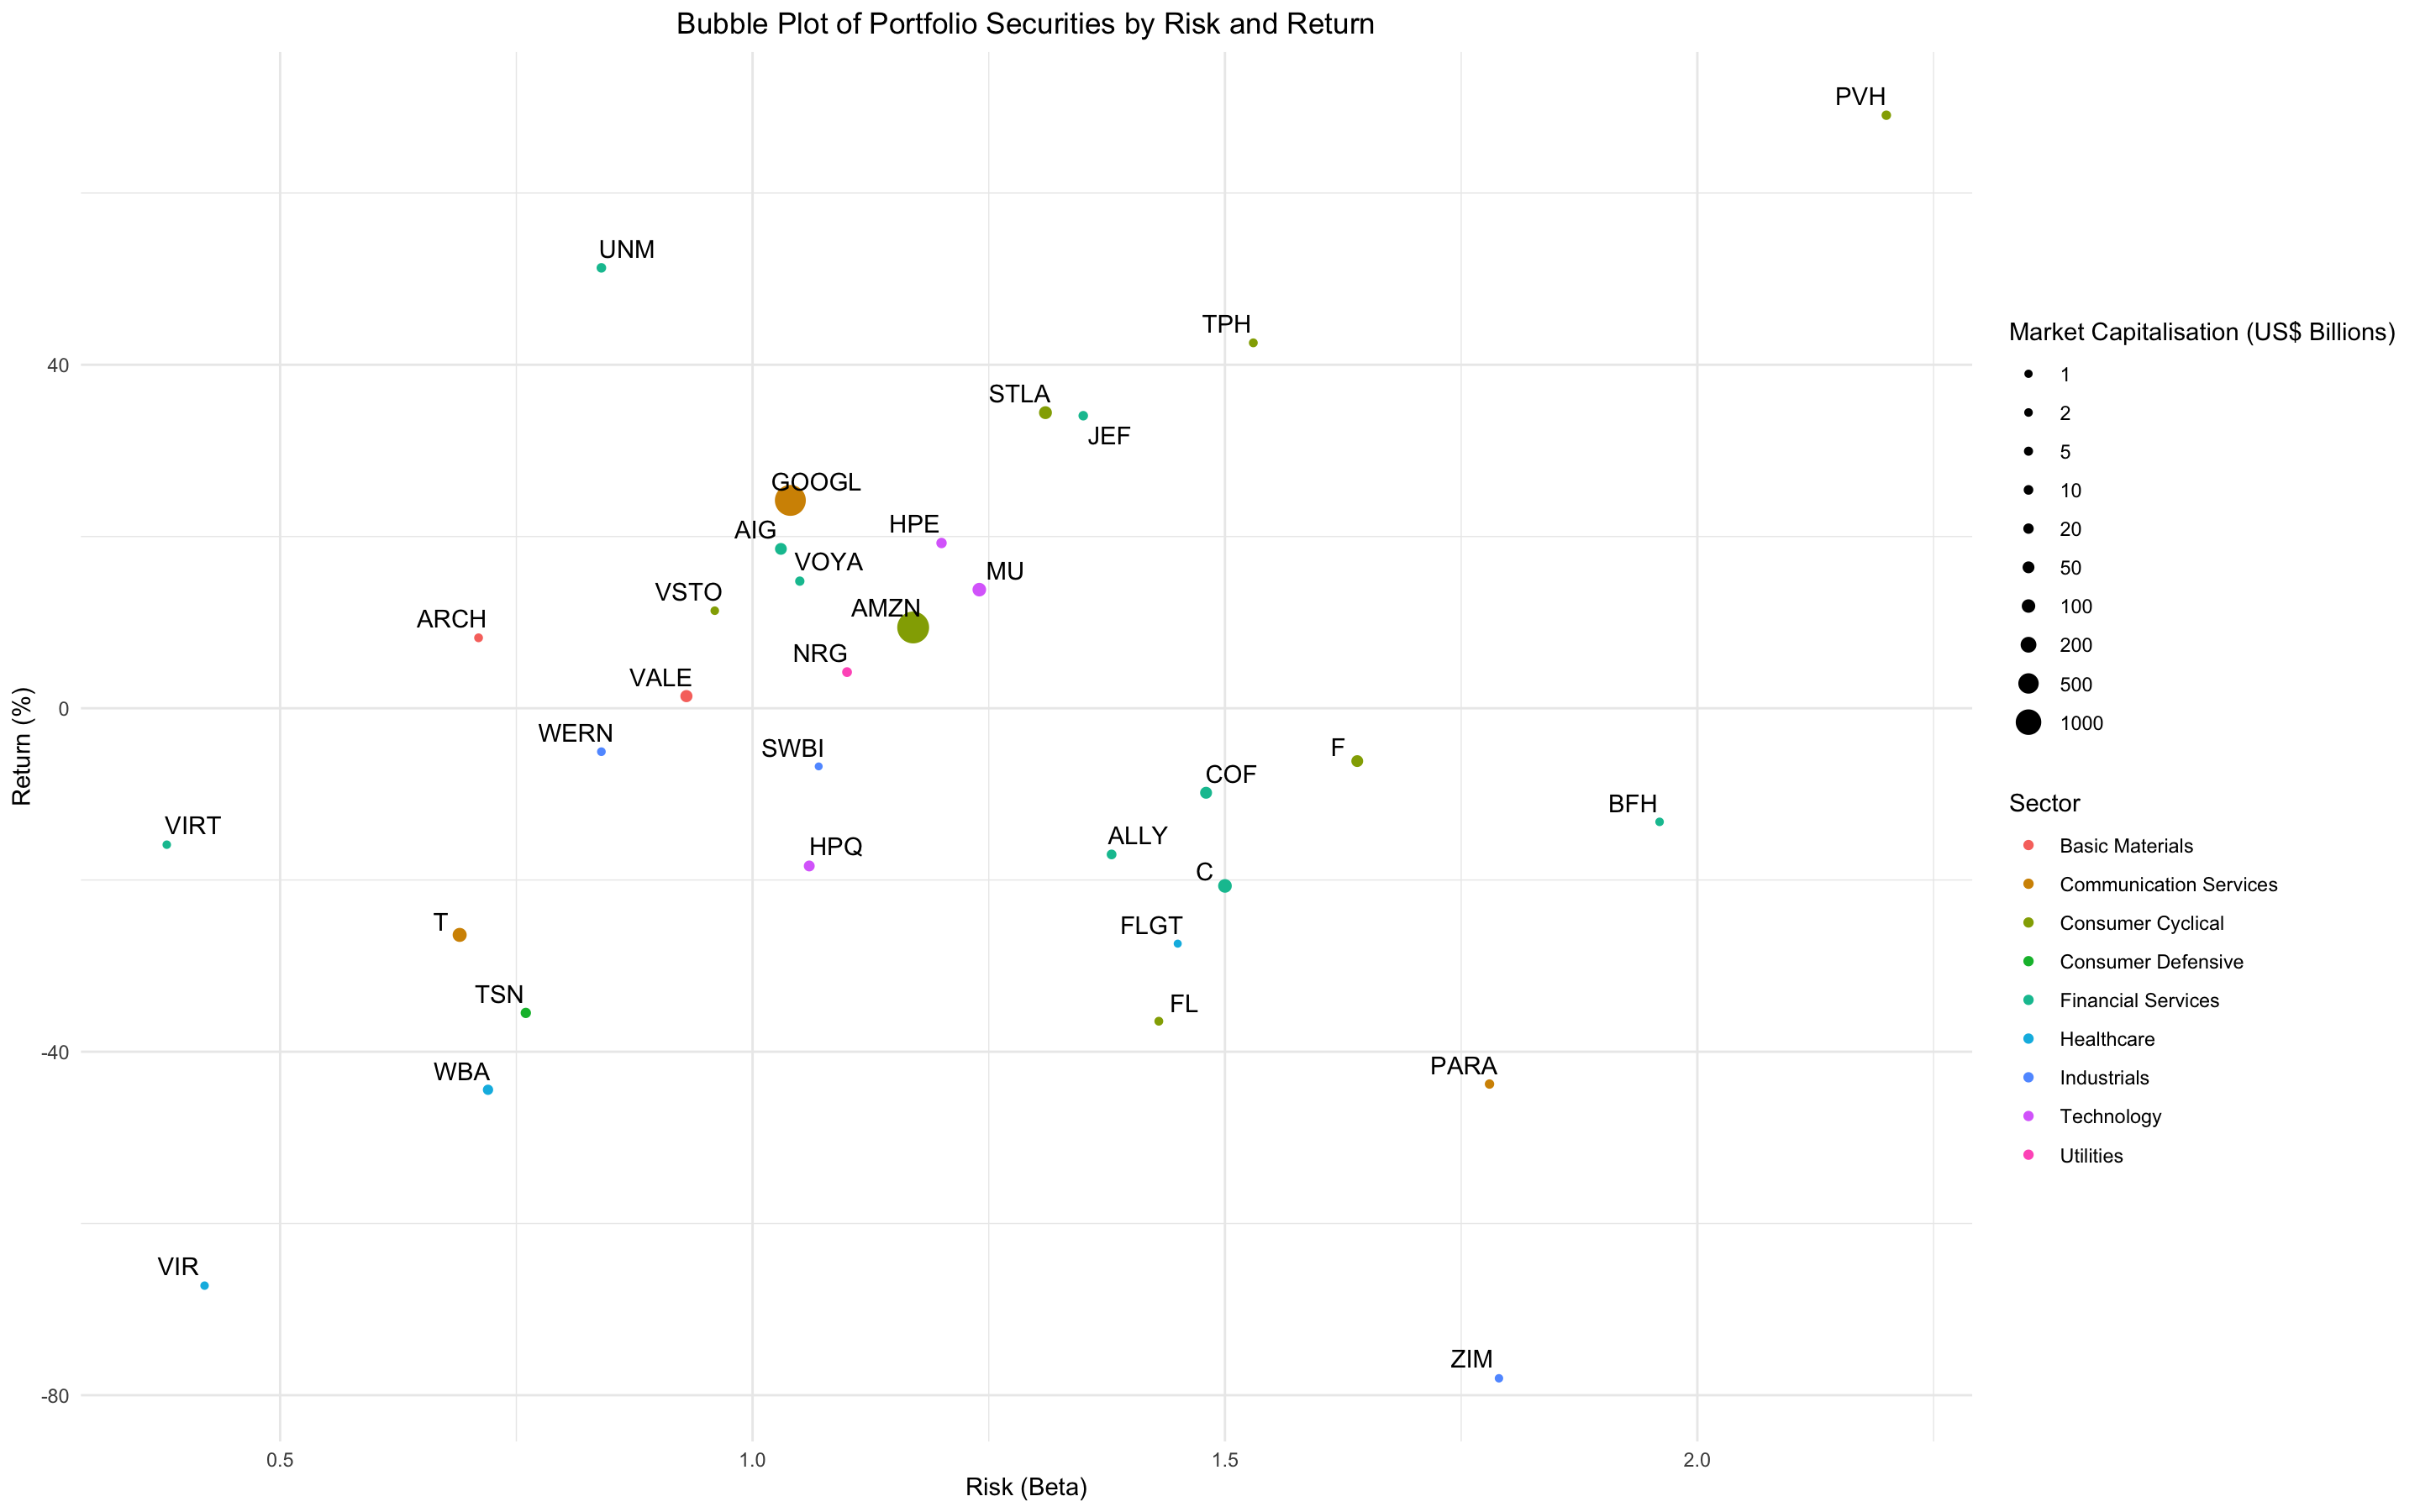 Bubble Plot of Portfolio Securities by Risk and Return
PVH
UNM
TPH
40
STLA
JEF
GOOGL
AIG
HPE
VOYA
MU
VSTO
AMZN
ARCH
NRG
VALE
0
WERN
SWBI
F
COF
BFH
VIRT
ALLY
HPQ
C
T
FLGT
TSN
FL
-40
WBA
PARA
VIR
ZIM
-80
Return (%)
0.5
1.0
1.5
2.0
Risk (Beta)
Market Capitalisation (US$ Billions)
1
2
5
10
20
50
100
200
500
1000
Sector
Basic Materials
Communication Services
Consumer Cyclical
Consumer Defensive
Financial Services
Healthcare
Industrials
Technology
Utilities